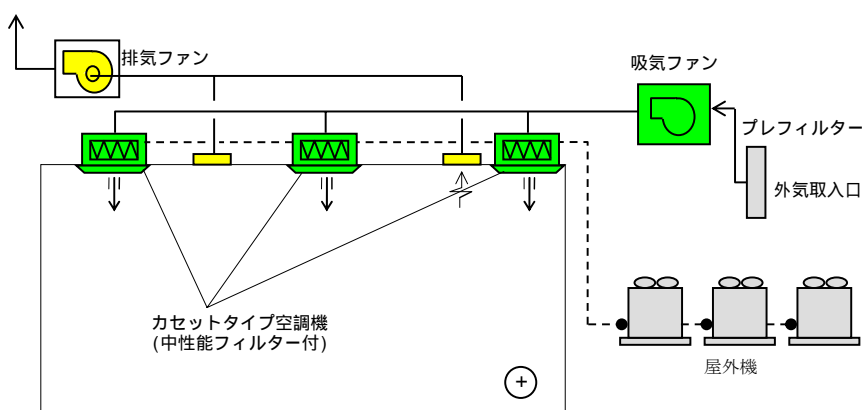 排気ファン
吸気ファン
プレフィルター
外気取入口
カセットタイプ空調機
(中性能フィルター付)
屋外機
+